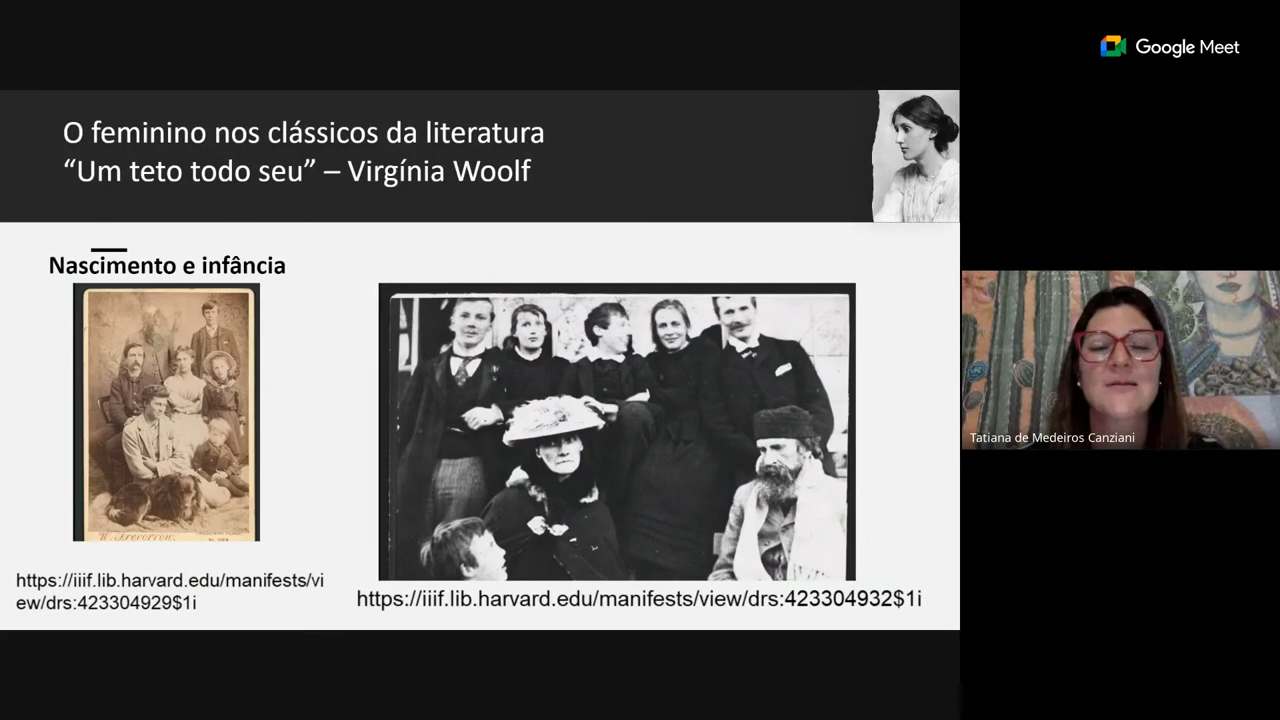 Google Meet
O feminino nos clássicos da literatura
“Um teto todo seu” – Virgínia Woolf
Nascimento e infância
https://iiif.lib.harvard.edu/manifests/vi
ew/drs:423304929$1i
https://iiif.lib.harvard.edu/manifests/view/drs:423304932$1i
Tatiana de Medeiros Canziani